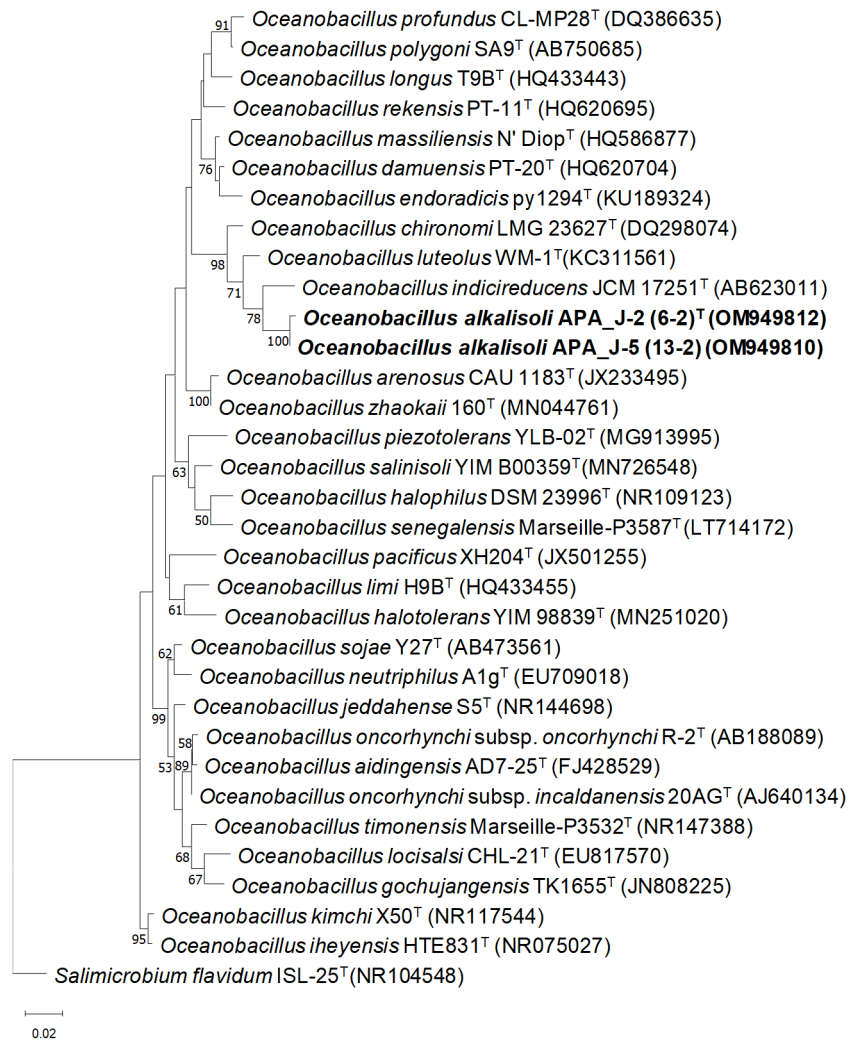 Oceanobacillus profundus CL-MP28ᵀ (DQ386635)
91
Oceanobacillus polygoni SA9ᵀ (AB750685)
Oceanobacillus longus T9Bᵀ (HQ433443)
Oceanobacillus rekensis PT-11ᵀ (HQ620695)
Oceanobacillus massiliensis N' Diopᵀ (HQ586877)
76
Oceanobacillus damuensis PT-20ᵀ (HQ620704)
Oceanobacillus endoradicis py1294ᵀ (KU189324)
Oceanobacillus chironomi LMG 23627ᵀ (DQ298074)
98
Oceanobacillus luteolus WM-1ᵀ(KC311561)
71
Oceanobacillus indicireducens JCM 17251ᵀ (AB623011)
78
Oceanobacillus alkalisoli APA_J-2 (6-2)ᵀ (OM949812)
100
Oceanobacillus alkalisoli APA_J-5 (13-2) (OM949810)
Oceanobacillus arenosus CAU 1183ᵀ (JX233495)
100
Oceanobacillus zhaokaii 160ᵀ (MN044761)
Oceanobacillus piezotolerans YLB-02ᵀ (MG913995)
63
Oceanobacillus salinisoli YIM B00359ᵀ(MN726548)
Oceanobacillus halophilus DSM 23996ᵀ (NR109123)
50
Oceanobacillus senegalensis Marseille-P3587ᵀ(LT714172)
Oceanobacillus pacificus XH204ᵀ (JX501255)
Oceanobacillus limi H9Bᵀ (HQ433455)
61
Oceanobacillus halotolerans YIM 98839ᵀ (MN251020)
Oceanobacillus sojae Y27ᵀ (AB473561)
62
Oceanobacillus neutriphilus A1gᵀ (EU709018)
99
Oceanobacillus jeddahense S5ᵀ (NR144698)
58
Oceanobacillus oncorhynchi subsp. oncorhynchi R-2ᵀ (AB188089)
53
89
Oceanobacillus aidingensis AD7-25ᵀ (FJ428529)
Oceanobacillus oncorhynchi subsp. incaldanensis 20AGᵀ (AJ640134)
Oceanobacillus timonensis Marseille-P3532ᵀ (NR147388)
68
Oceanobacillus locisalsi CHL-21ᵀ (EU817570)
67
Oceanobacillus gochujangensis TK1655ᵀ (JN808225)
Oceanobacillus kimchi X50ᵀ (NR117544)
95
Oceanobacillus iheyensis HTE831ᵀ (NR075027)
Salimicrobium flavidum ISL-25ᵀ(NR104548)
0.02